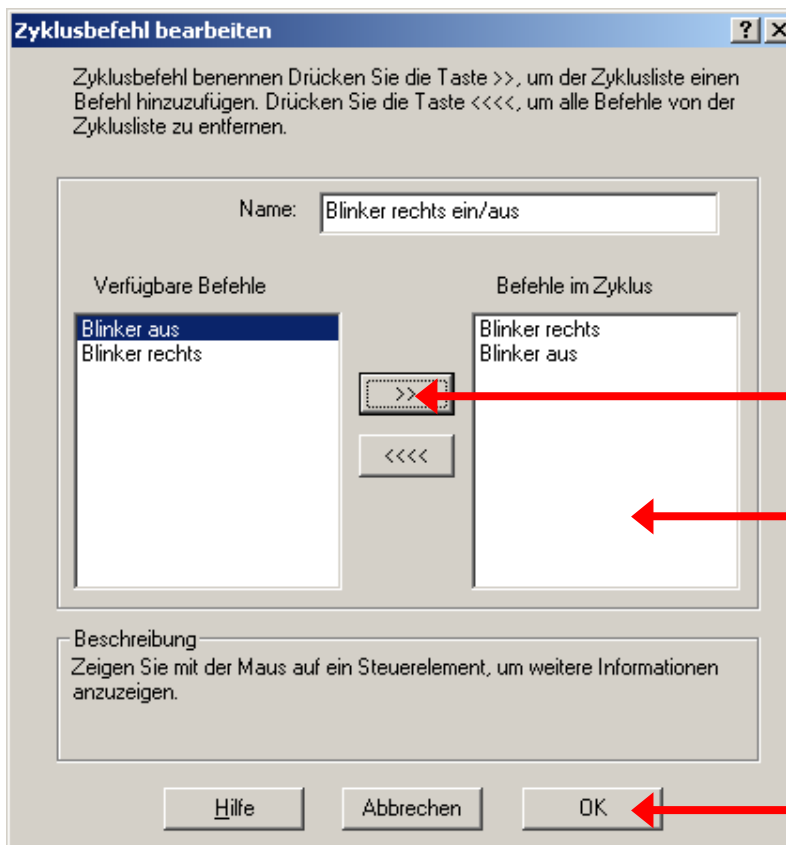 Zyklusbefehl bearbeiten
Zyklusbefehl benennen Drücken Sie die Taste >>, um der Zyklusliste einen
Befehl hinzuzufügen. Drücken Sie die Taste <<<<, um alle Befehle von der
Zyklusliste zu entfernen.
Name: Blinker rechts ein/aus
Verfügbare Befehle
Blinker aus
Blinker rechts
>>
<<<<
Befehle im Zyklus
Blinker rechts
Blinker aus
Beschreibung
Zeigen Sie mit der Maus auf ein Steuerelement, um weitere Informationen
anzuzeigen.
Hilfe Abbrechen OK